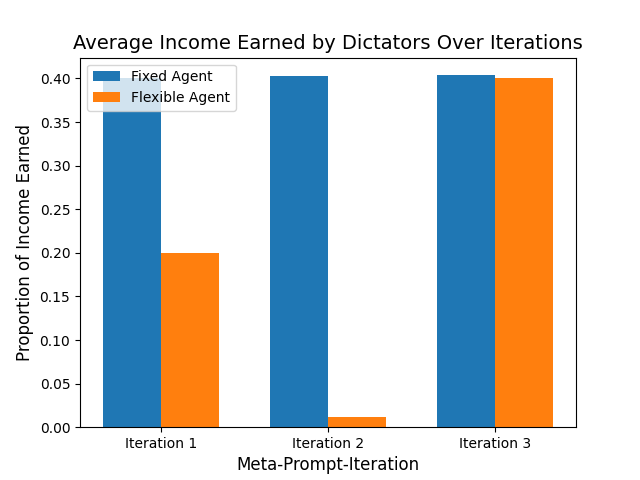 Average Income Earned by Dictators Over Iterations
Fixed Agent
Flexible Agent
Proportion of Income Earned
0.40
0.35
0.30
0.25
0.20
0.15
0.10
0.05
0.00
Iteration 1
Iteration 2
Iteration 3
Meta-Prompt-Iteration